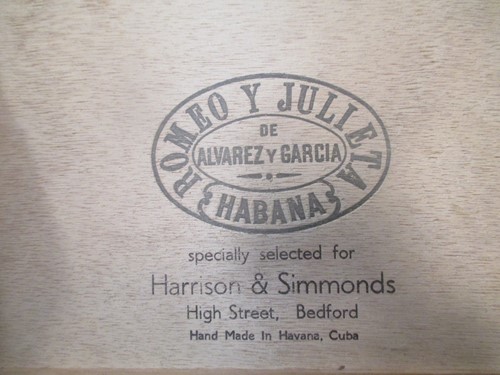 ROMEO Y JULIETA
DE
ALVAREZ Y GARCIA
HABANA
specially selected for
Harrison & Simmonds
High Street, Bedford
Hand Made In Havana, Cuba